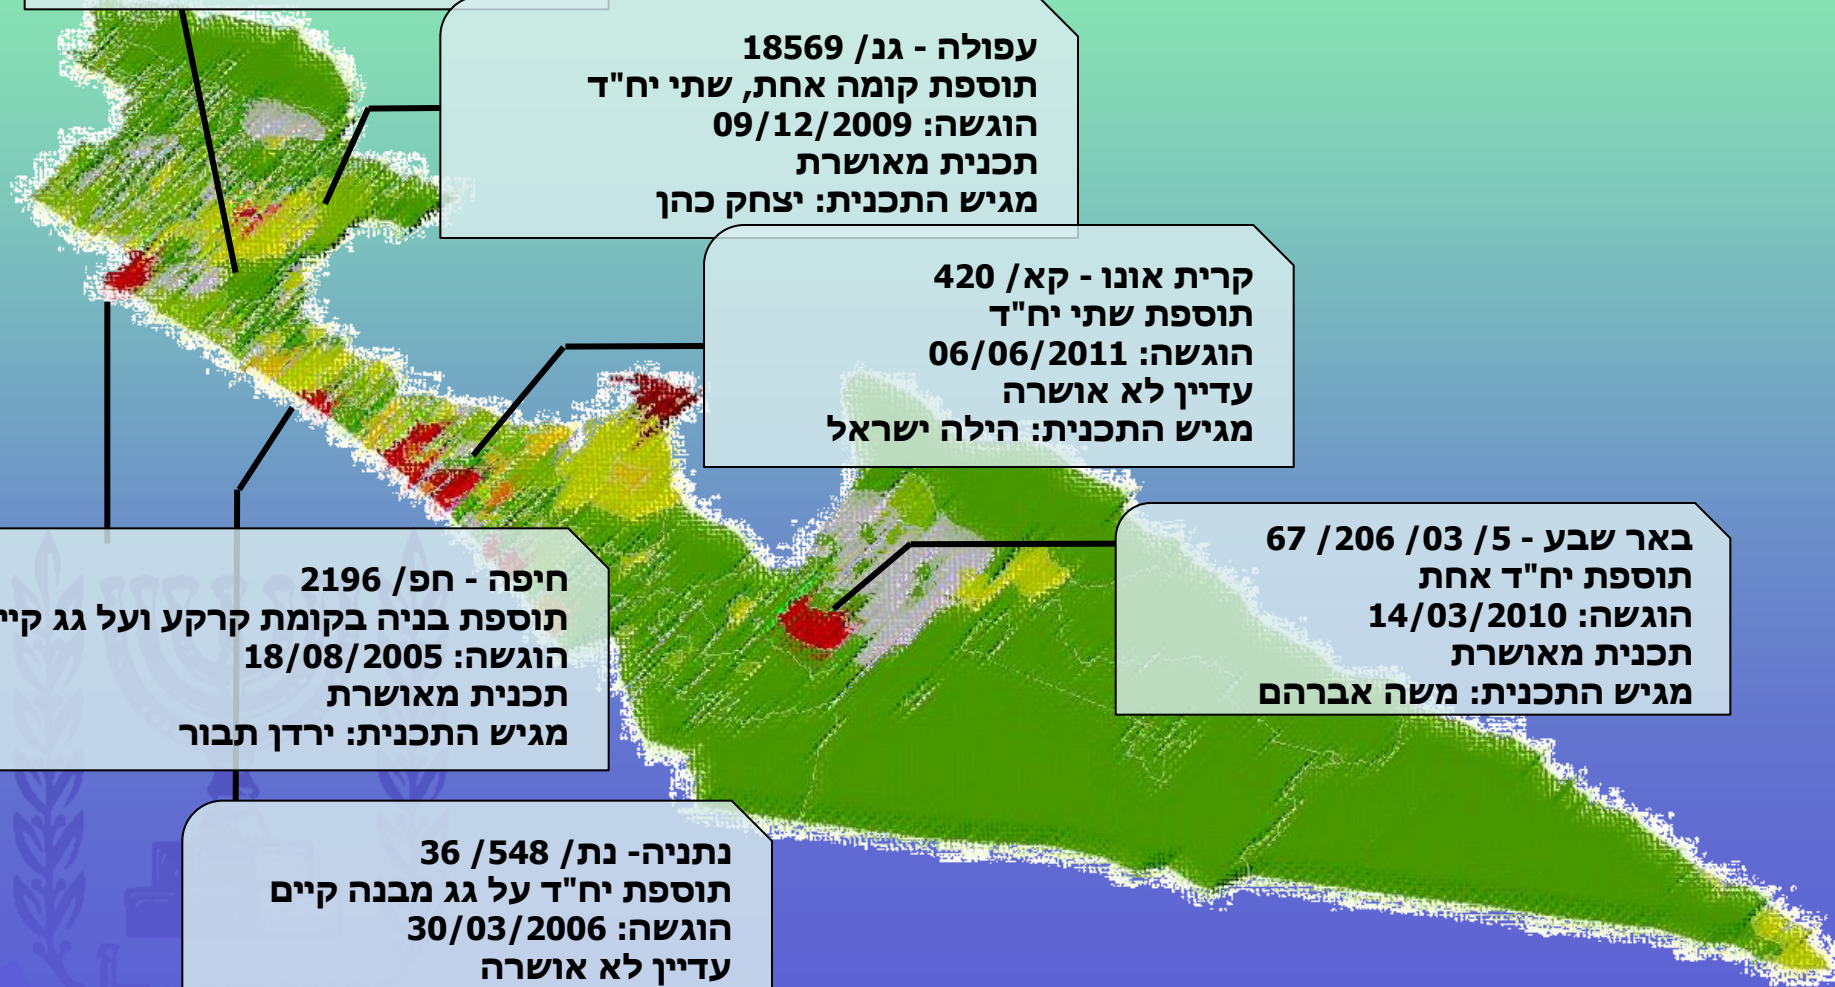 עפולה - גנ/ 18569
תוספת קומה אחת, שתי יח"ד
הוגשה: 09/12/2009
תכנית מאושרת
מגיש התכנית: יצחק כהן
קרית אונו - קא/ 420
תוספת שתי יח"ד
הוגשה: 06/06/2011
עדיין לא אושרה
מגיש התכנית: הילה ישראל
באר שבע - 5/ 03/ 206/ 67
תוספת יח"ד אחת
הוגשה: 14/03/2010
תכנית מאושרת
מגיש התכנית: משה אברהם
חיפה - חפ/ 2196
תוספת בניה בקומת קרקע ועל גג
הוגשה: 18/08/2005
תכנית מאושרת
מגיש התכנית: ירדן תבור
נתניה- נת/ 548/ 36
תוספת יח"ד על גג מבנה קיים
הוגשה: 30/03/2006
עדיין לא אושרה